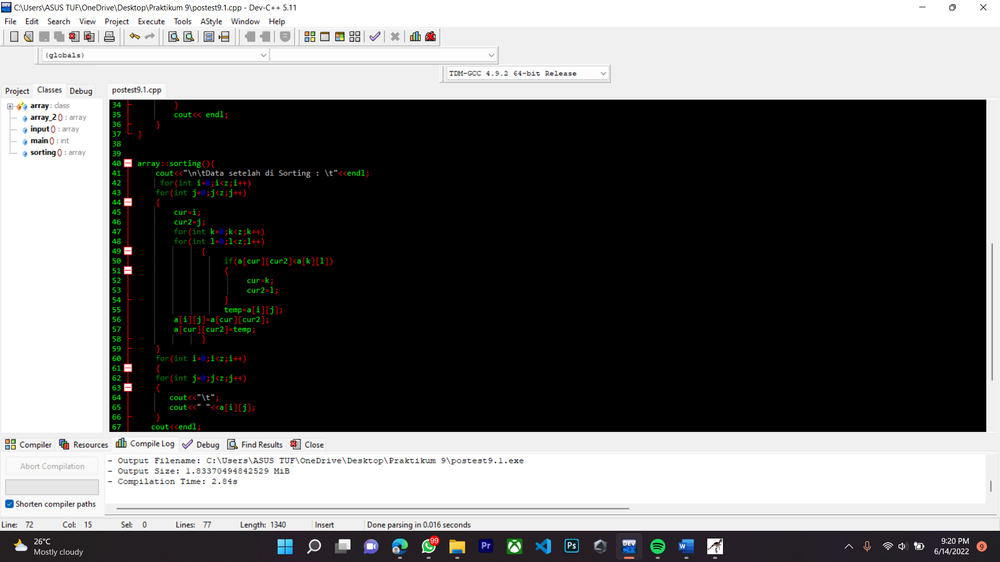 C:\Users\ASUS TUF\OneDrive\Desktop\Praktikum 9\postest9.1.cpp - Dev-C++ 5.11
File Edit Search View Project Execute Tools AStyle Window Help
(globals)
TDM-GCC 4.9.2 64-bit Release
Project Classes Debug
postest9.1.cpp
array : class
array_2 () : array
input () : array
main () : int
sorting () : array
34 }
35 cout<< endl;
36 }
37 }
38
39
40 array::sorting(){
41 cout<<"\n\tData setelah di Sorting : \t"<<endl;
42 for(int i=0;i<z;i++)
43 for(int j=0;j<z;j++)
44 {
45 cur=i;
46 cur2=j;
47 for(int k=0;k<z;k++)
48 for(int l=0;l<z;l++)
49 {
50 if(a[cur][cur2]<a[k][l])
51 {
52 cur=k;
53 cur2=l;
54 }
55 temp=a[i][j];
56 a[i][j]=a[cur][cur2];
57 a[cur][cur2]=temp;
58 }
59 }
60 for(int i=0;i<z;i++)
61 {
62 for(int j=0;j<z;j++)
63 {
64 cout<<"\t";
65 cout<<" "<<a[i][j];
66 }
67 cout<<endl;
Compiler Resources Compile Log Debug Find Results Close
Abort Compilation
Shorten compiler paths
- Output Filename: C:\Users\ASUS TUF\OneDrive\Desktop\Praktikum 9\postest9.1.exe
- Output Size: 1.83370494842529 MiB
- Compilation Time: 2.84s
Line: 72 Col: 15 Sel: 0 Lines: 77 Length: 1340 Insert Done parsing in 0.016 seconds
26°C
Mostly cloudy
99
Pr
Ps
DEV
C++
W
9:20 PM
6/14/2022
9